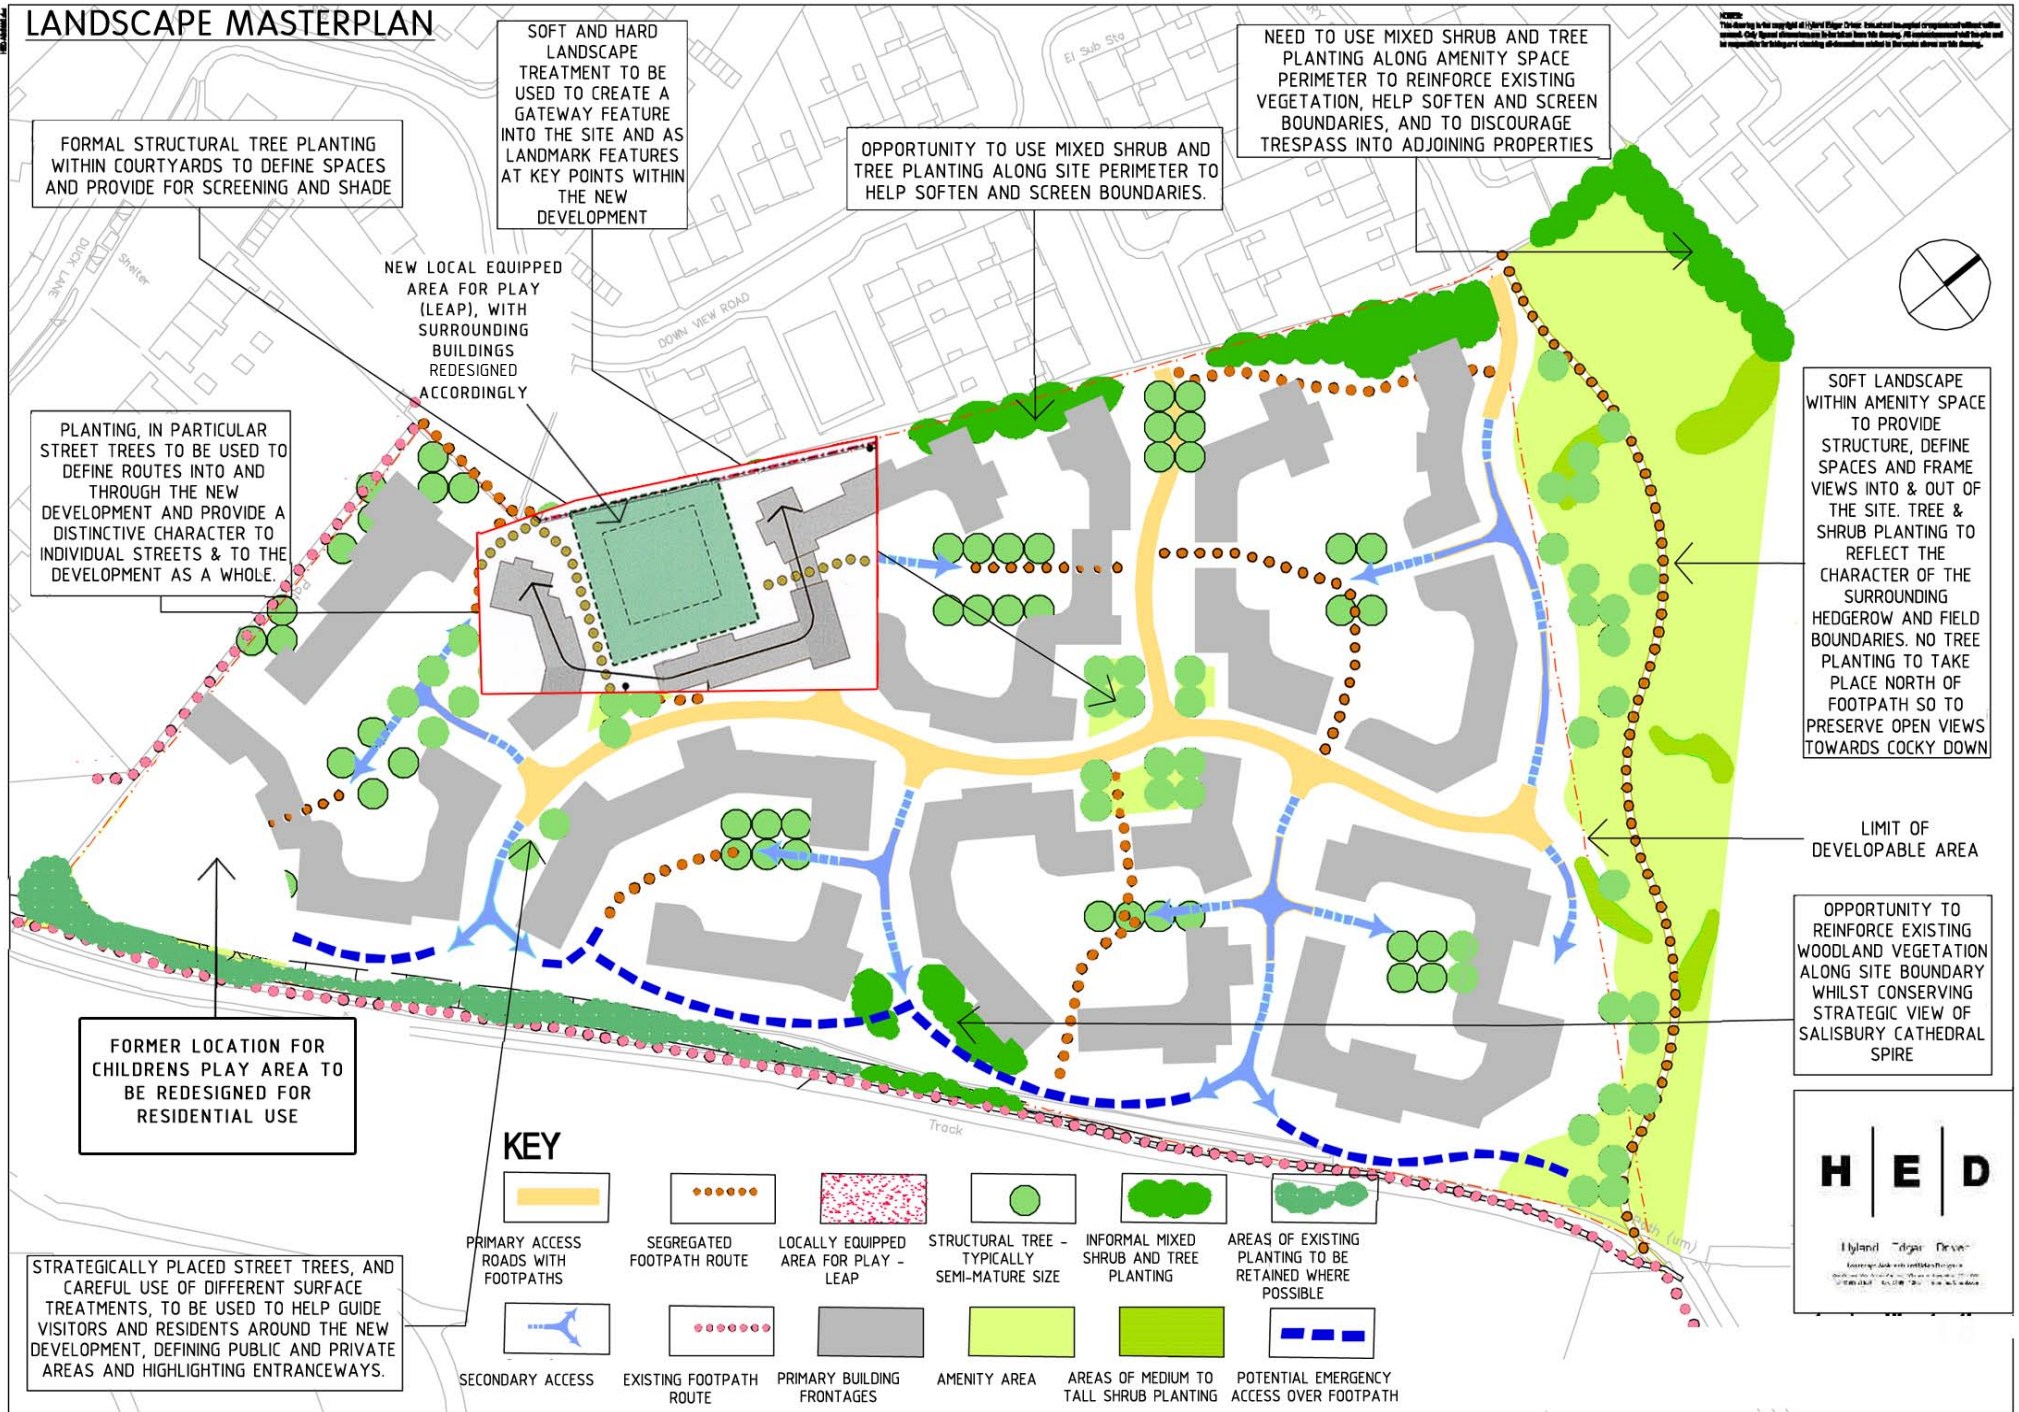 LANDSCAPE MASTERPLAN
SOFT AND HARD
LANDSCAPE
TREATMENT TO BE
USED TO CREATE A
GATEWAY FEATURE
INTO THE SITE AND AS
LANDMARK FEATURES
AT KEY POINTS WITHIN
THE NEW
DEVELOPMENT
El Sub Sta
NEED TO USE MIXED SHRUB AND TREE
PLANTING ALONG AMENITY SPACE
PERIMETER TO REINFORCE EXISTING
VEGETATION, HELP SOFTEN AND SCREEN
BOUNDARIES, AND TO DISCOURAGE
TRESPASS INTO ADJOINING PROPERTIES
FORMAL STRUCTURAL TREE PLANTING
WITHIN COURTYARDS TO DEFINE SPACES
AND PROVIDE FOR SCREENING AND SHADE
OPPORTUNITY TO USE MIXED SHRUB AND
TREE PLANTING ALONG SITE PERIMETER TO
HELP SOFTEN AND SCREEN BOUNDARIES.
DUCK LANE
Shelter
NEW LOCAL EQUIPPED
AREA FOR PLAY
(LEAP), WITH
SURROUNDING
BUILDINGS
REDESIGNED
ACCORDINGLY
DOWN VIEW ROAD
PLANTING, IN PARTICULAR
STREET TREES TO BE USED TO
DEFINE ROUTES INTO AND
THROUGH THE NEW
DEVELOPMENT AND PROVIDE A
DISTINCTIVE CHARACTER TO
INDIVIDUAL STREETS & TO THE
DEVELOPMENT AS A WHOLE.
SOFT LANDSCAPE
WITHIN AMENITY SPACE
TO PROVIDE
STRUCTURE, DEFINE
SPACES AND FRAME
VIEWS INTO & OUT OF
THE SITE. TREE &
SHRUB PLANTING TO
REFLECT THE
CHARACTER OF THE
SURROUNDING
HEDGEROW AND FIELD
BOUNDARIES. NO TREE
PLANTING TO TAKE
PLACE NORTH OF
FOOTPATH SO TO
PRESERVE OPEN VIEWS
TOWARDS COCKY DOWN
LIMIT OF
DEVELOPABLE AREA
OPPORTUNITY TO
REINFORCE EXISTING
WOODLAND VEGETATION
ALONG SITE BOUNDARY
WHILST CONSERVING
STRATEGIC VIEW OF
SALISBURY CATHEDRAL
SPIRE
FORMER LOCATION FOR
CHILDRENS PLAY AREA TO
BE REDESIGNED FOR
RESIDENTIAL USE
Track
Path (um)
KEY
PRIMARY ACCESS
ROADS WITH
FOOTPATHS
SEGREGATED
FOOTPATH ROUTE
LOCALLY EQUIPPED
AREA FOR PLAY -
LEAP
STRUCTURAL TREE -
TYPICALLY
SEMI-MATURE SIZE
INFORMAL MIXED
SHRUB AND TREE
PLANTING
AREAS OF EXISTING
PLANTING TO BE
RETAINED WHERE
POSSIBLE
SECONDARY ACCESS
EXISTING FOOTPATH
ROUTE
PRIMARY BUILDING
FRONTAGES
AMENITY AREA
AREAS OF MEDIUM TO
TALL SHRUB PLANTING
POTENTIAL EMERGENCY
ACCESS OVER FOOTPATH
STRATEGICALLY PLACED STREET TREES, AND
CAREFUL USE OF DIFFERENT SURFACE
TREATMENTS, TO BE USED TO HELP GUIDE
VISITORS AND RESIDENTS AROUND THE NEW
DEVELOPMENT, DEFINING PUBLIC AND PRIVATE
AREAS AND HIGHLIGHTING ENTRANCEWAYS.
H E D
Hyland Edgar Driver